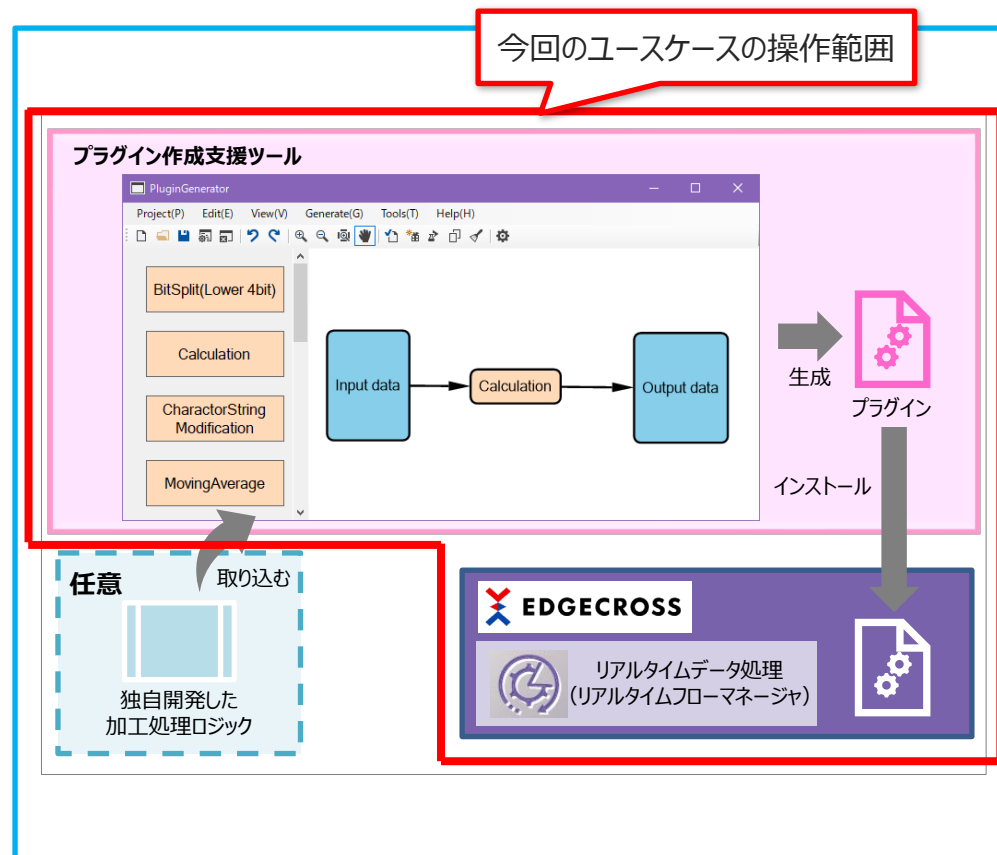 今回のユースケースの操作範囲
プラグイン作成支援ツール
PluginGenerator
Project(P) Edit(E) View(V) Generate(G) Tools(T) Help(H)
BitSplit(Lower 4bit)
Calculation
CharactorString
Modification
MovingAverage
Input data
Calculation
Output data
生成
プラグイン
インストール
任意
取り込む
独自開発した
加工処理ロジック
EDGECROSS
リアルタイムデータ処理
(リアルタイムフローマネージャ)